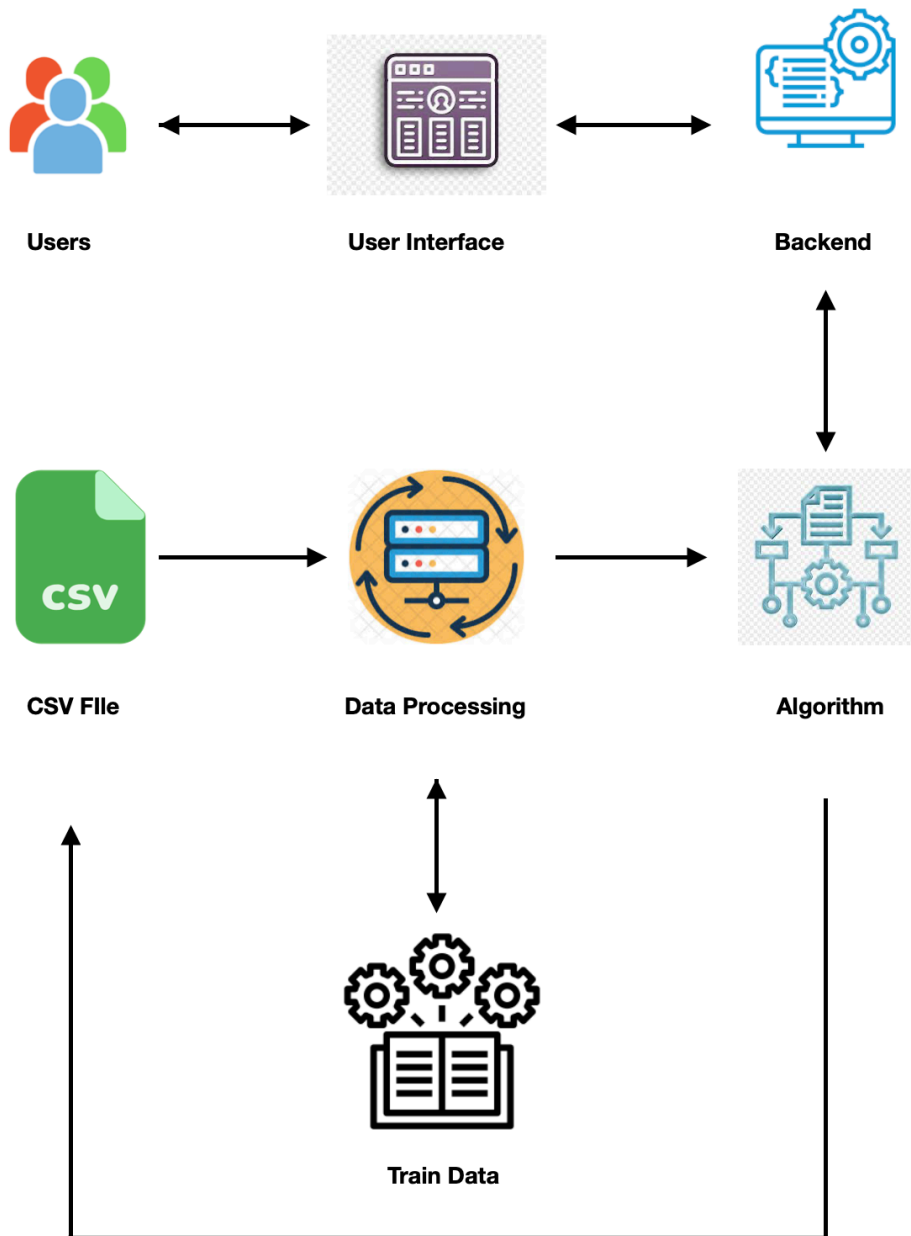 Users
User Interface
Backend
CSV
CSV FIle
Data Processing
Algorithm
Train Data